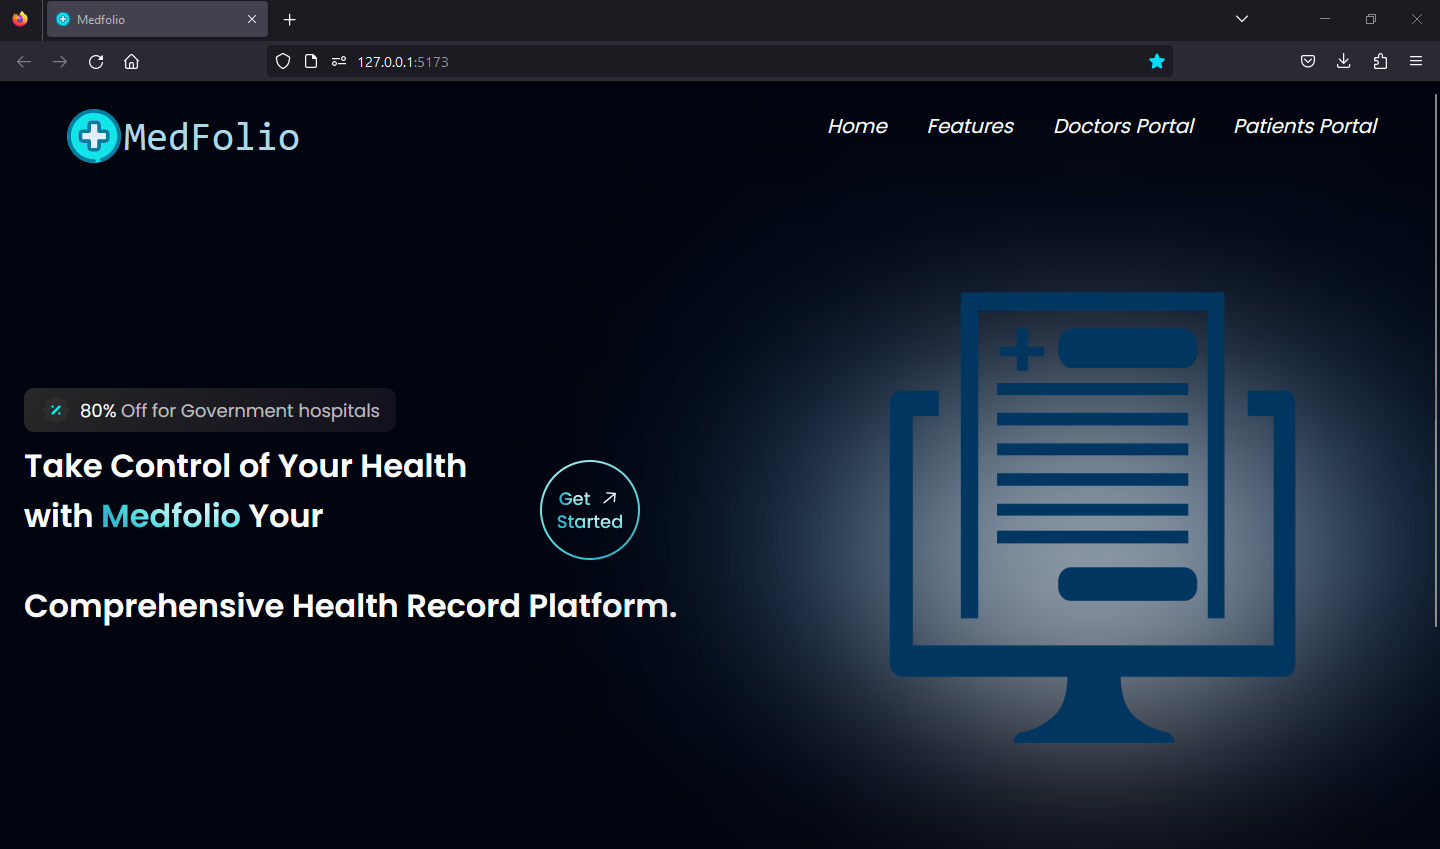 Medfolio
127.0.0.1:5173
MedFolio
Home Features Doctors Portal Patients Portal
80% Off for Government hospitals
Take Control of Your Health
with Medfolio Your
Get
Started
Comprehensive Health Record Platform.